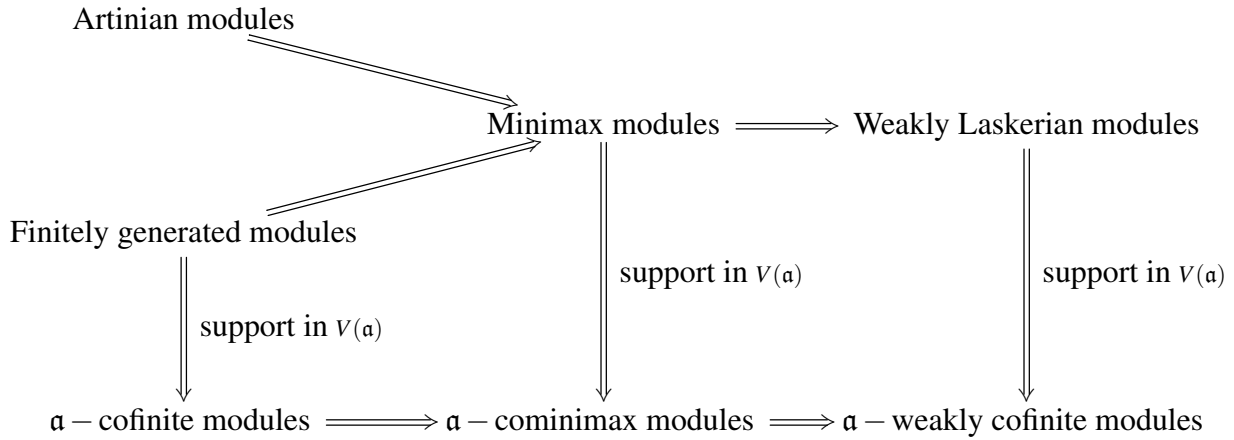 Artinian modules
Minimax modules
Weakly Laskerian modules
Finitely generated modules
support in V(𝔞)
support in V(𝔞)
support in V(𝔞)
𝔞 − cofinite modules
𝔞 − cominimax modules
𝔞 − weakly cofinite modules